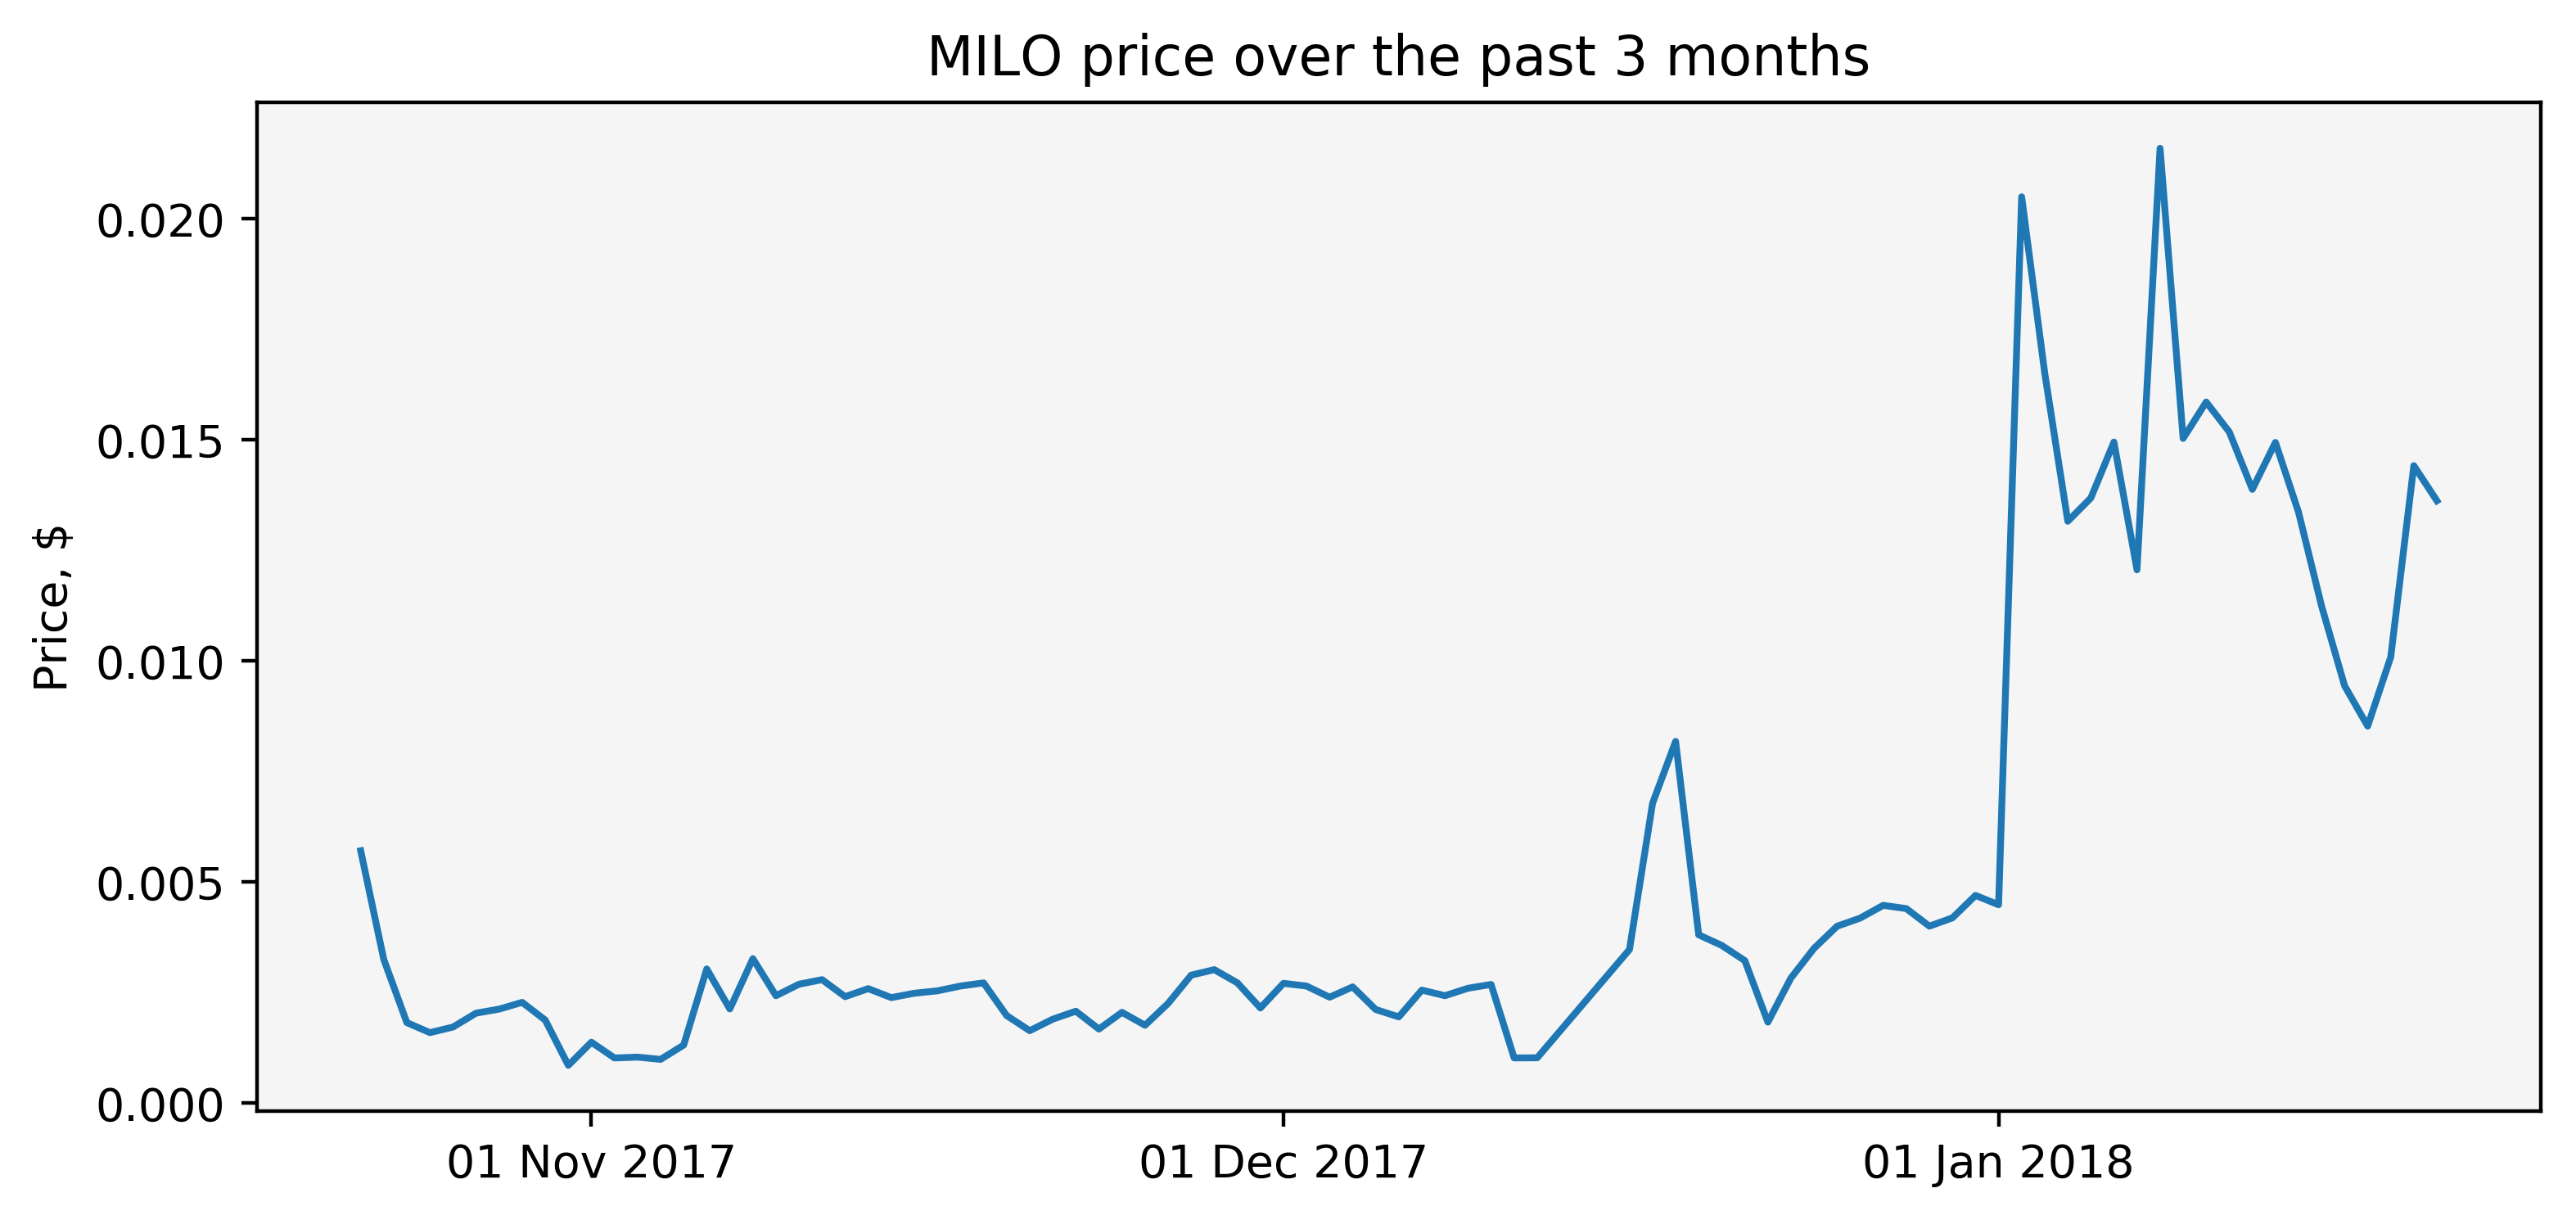 MILO price over the past 3 months
Price, $
0.020
0.015
0.010
0.005
0.000
01 Nov 2017
01 Dec 2017
01 Jan 2018